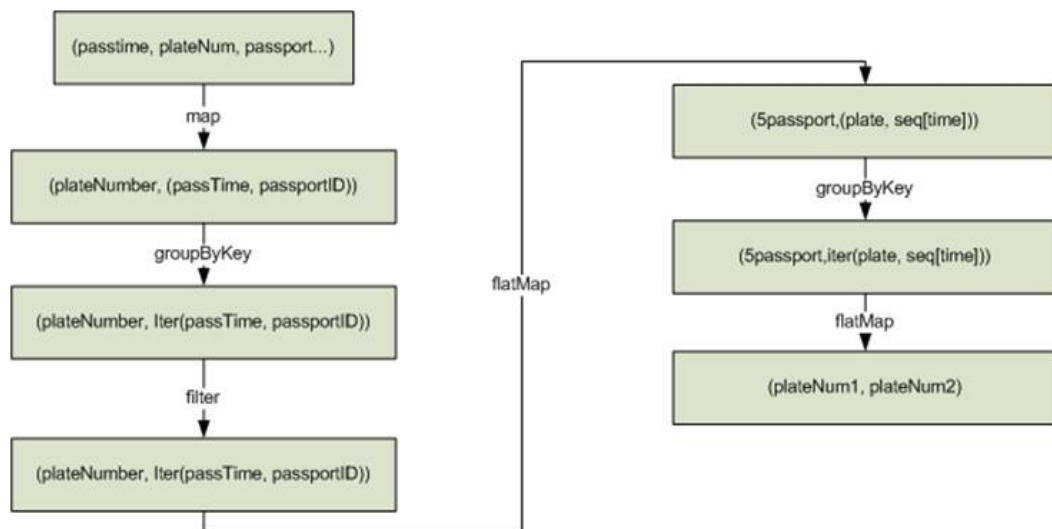 (passtime, plateNum, passport...)
map
(plateNumber, (passTime, passportID))
groupByKey
(plateNumber, Iter(passTime, passportID))
filter
(plateNumber, Iter(passTime, passportID))
flatMap
(5passport,(plate, seq[time]))
groupByKey
(5passport,iter(plate, seq[time]))
flatMap
(plateNum1, plateNum2)